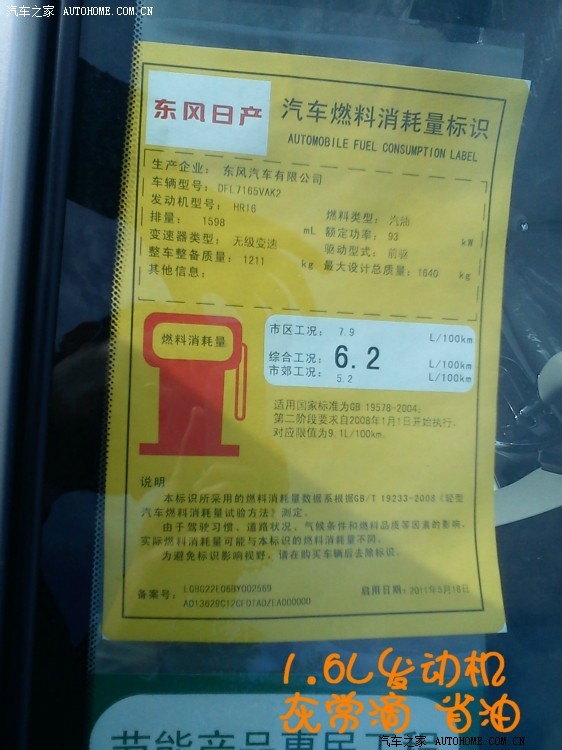 汽车之家 AUTOHOME.COM.CN
东风日产
汽车燃料消耗量标识
AUTOMOBILE FUEL CONSUMPTION LABEL
生产企业： 东风汽车有限公司
车辆型号： DFL7165VAK2
发动机型号： HR16 燃料类型： 汽油
排量： 1598 mL 额定功率： 93 kW
变速器类型： 无级变速 驱动型式： 前驱
整车整备质量： 1211 kg 最大设计总质量： 1640 kg
其他信息：
燃料消耗量
市区工况： 7.9 L/100km
综合工况： 6.2 L/100km
市郊工况： 5.2 L/100km
适用国家标准为GB 19578-2004,
第二阶段要求自2008年1月1日开始执行,
对应限值为9.1L/100km.
说明
本标识所采用的燃料消耗量数据系根据GB/T 19233-2008《轻型
汽车燃料消耗量试验方法》测定。
由于驾驶习惯、道路状况、气候条件和燃料品质等因素的影响，
实际燃料消耗量可能与本标识的燃料消耗量不同。
为避免标识影响视野，请在购买车辆后去除标识。
备案号： 启用日期：2011年8月18日
1.6L发动机
灰常滴 省油
节能产品惠民工
汽车之家 AUTOHOME.COM.CN